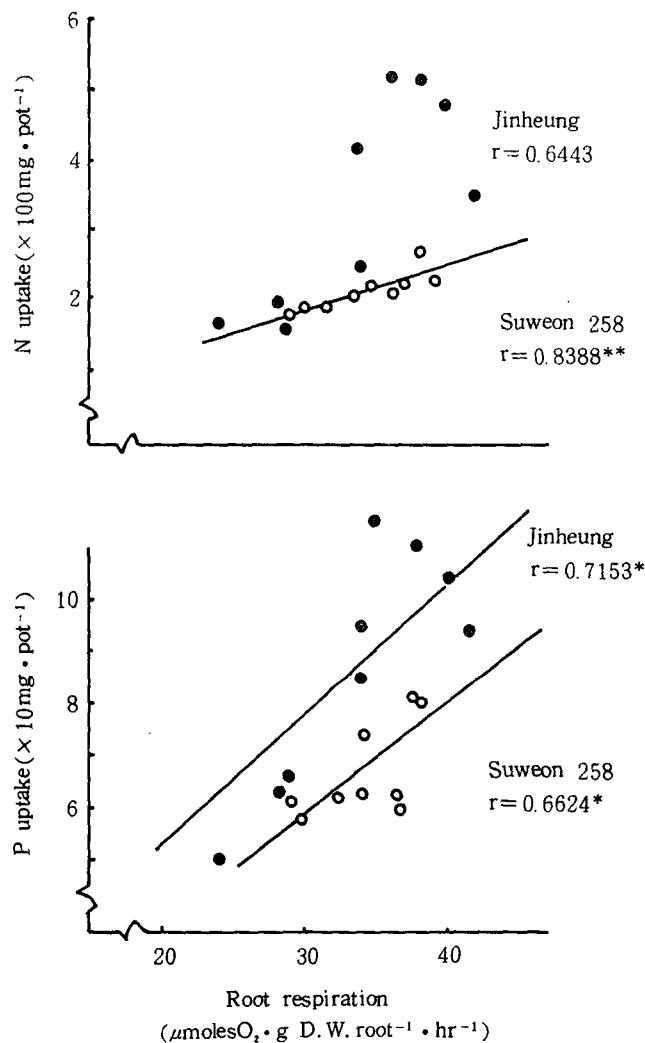 6
4
2
N uptake(×100mg•pot⁻¹)
Jinheung
r=0.6443
Suweon 258
r=0.8388**
10
8
6
P uptake(×10mg•pot⁻¹)
Jinheung
r=0.7153*
Suweon 258
r=0.6624*
20 30 40
Root respiration
(μmolesO₂•g D.W. root⁻¹•hr⁻¹)